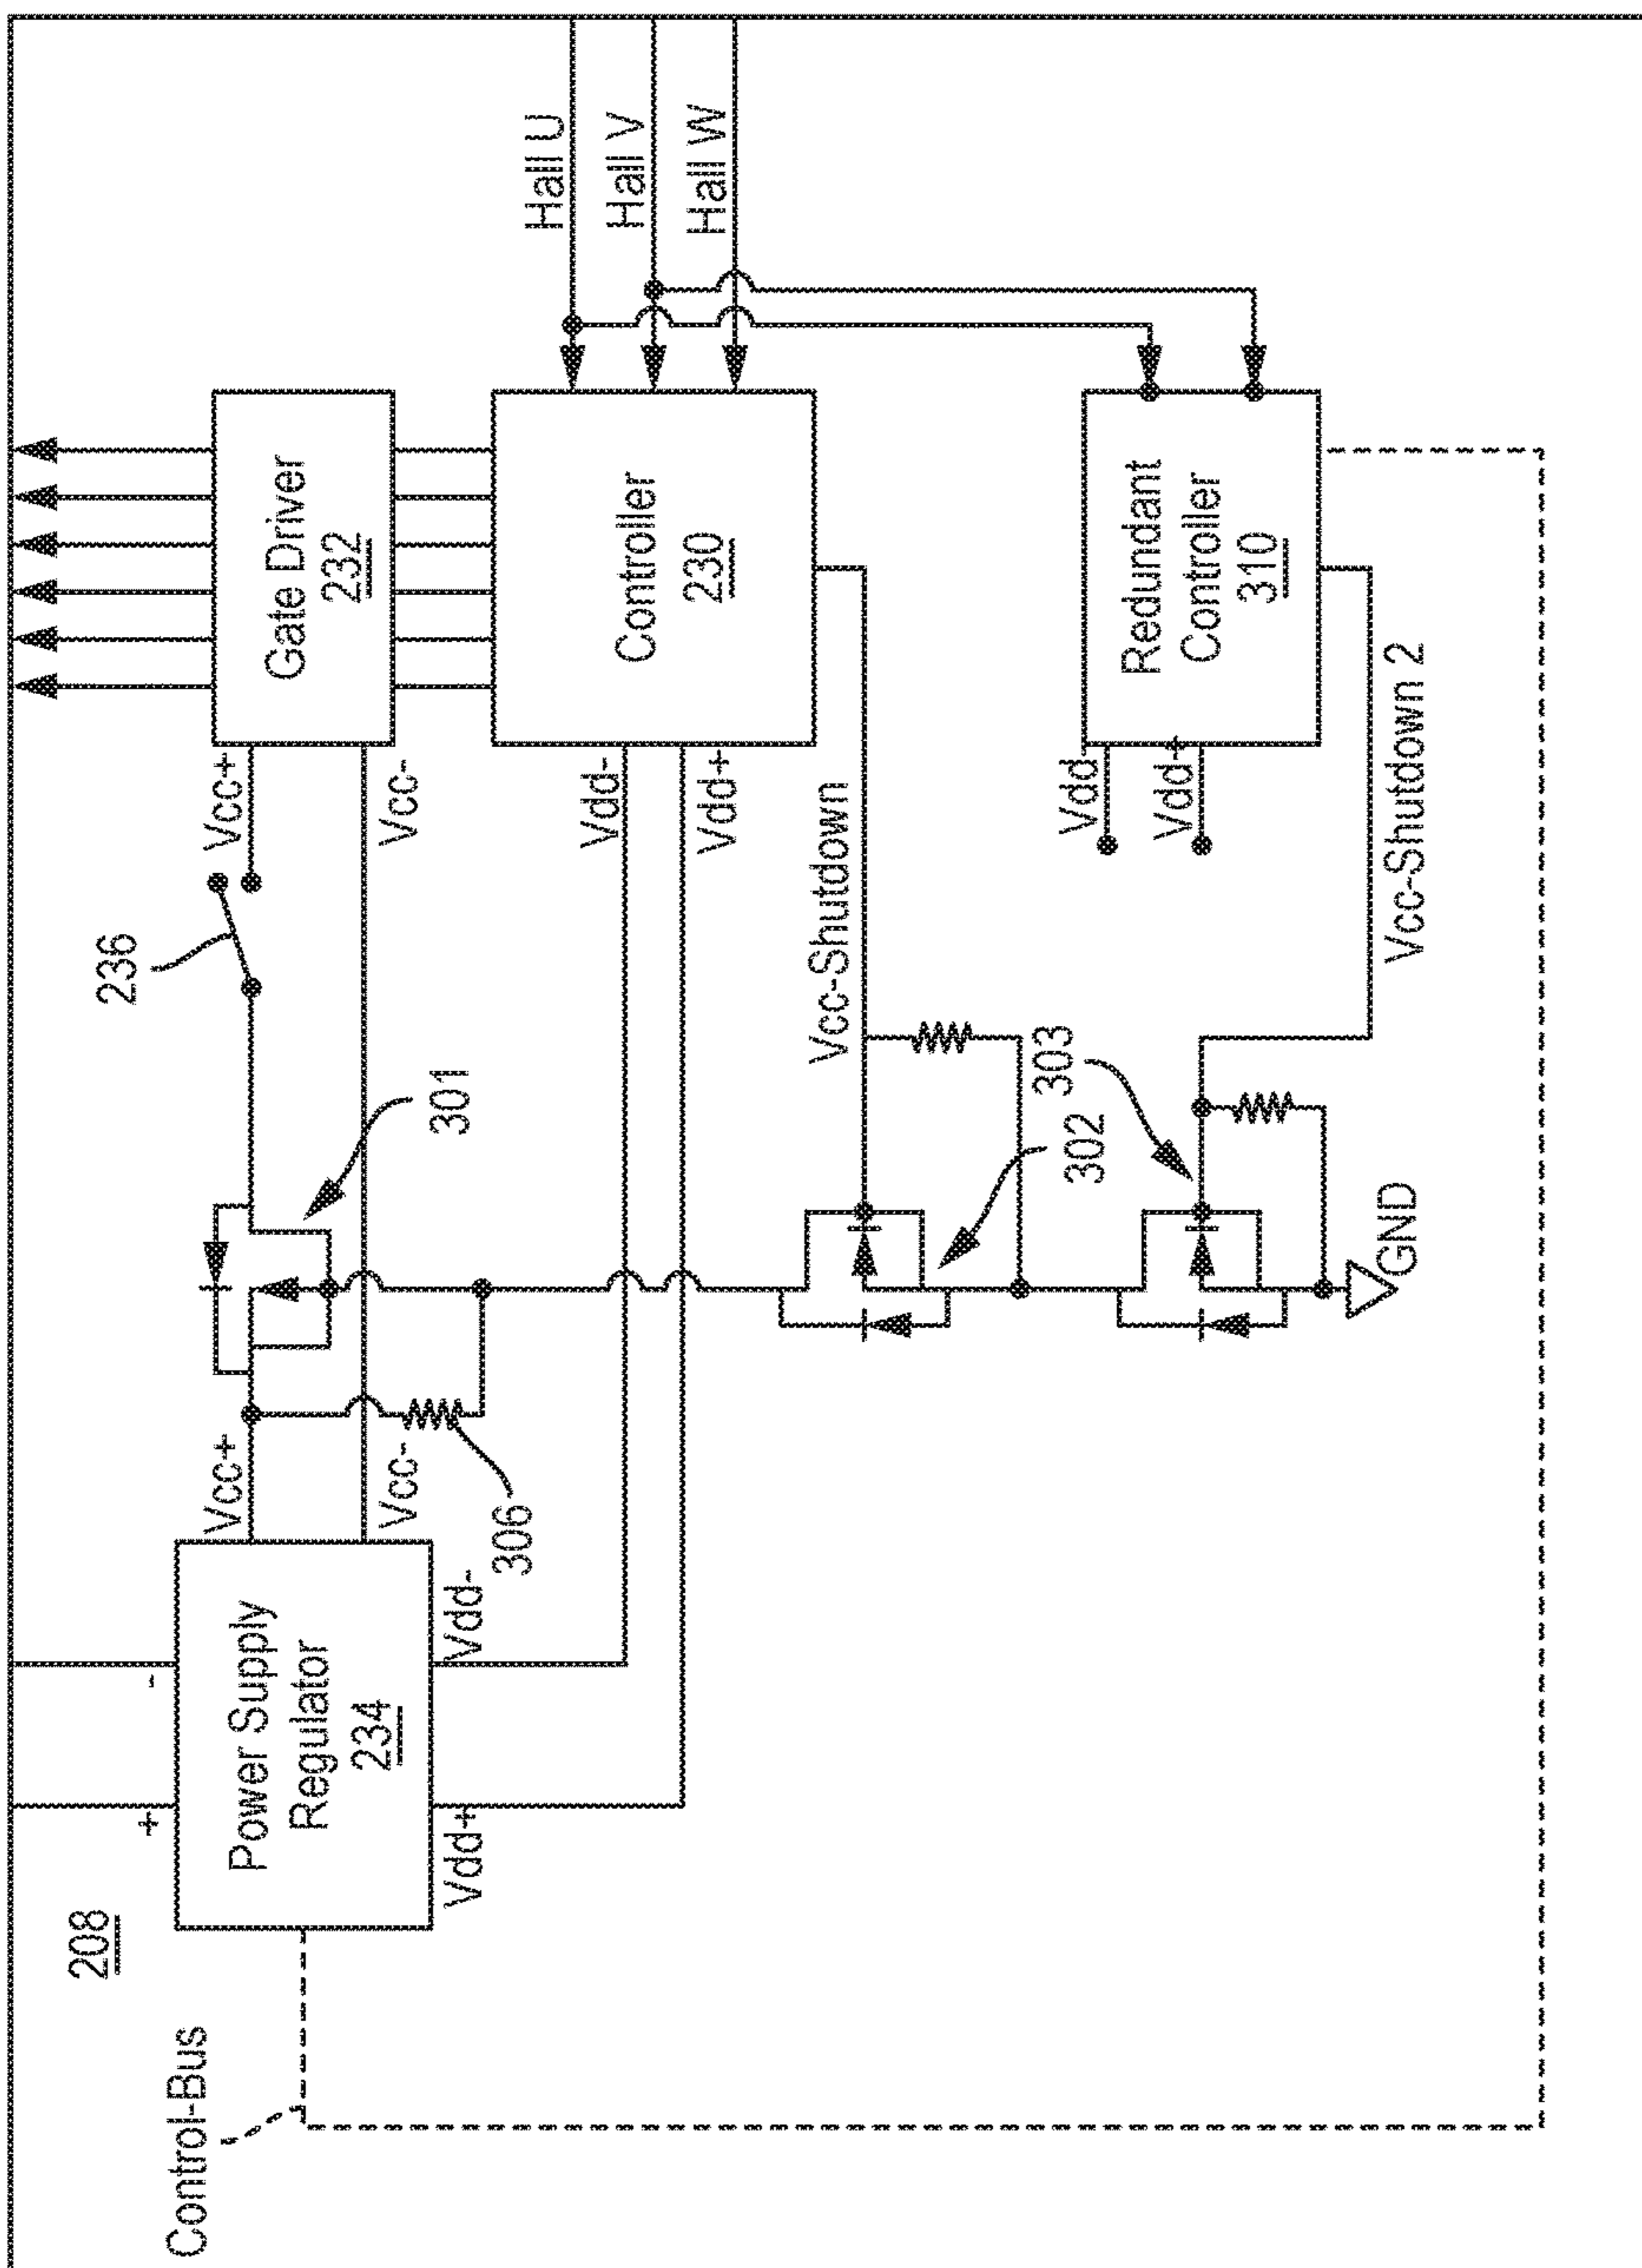 208
Control-Bus
+
-
Power Supply
Regulator
234
Vcc+
Vcc-
Vdd-
Vdd+
306
301
236
Vcc+
Vcc-
Gate Driver
232
Vdd-
Vdd+
Controller
230
Hall U
Hall V
Hall W
Vcc-Shutdown
302
303
GND
Vdd-
Vdd+
Redundant
Controller
310
Vcc-Shutdown 2